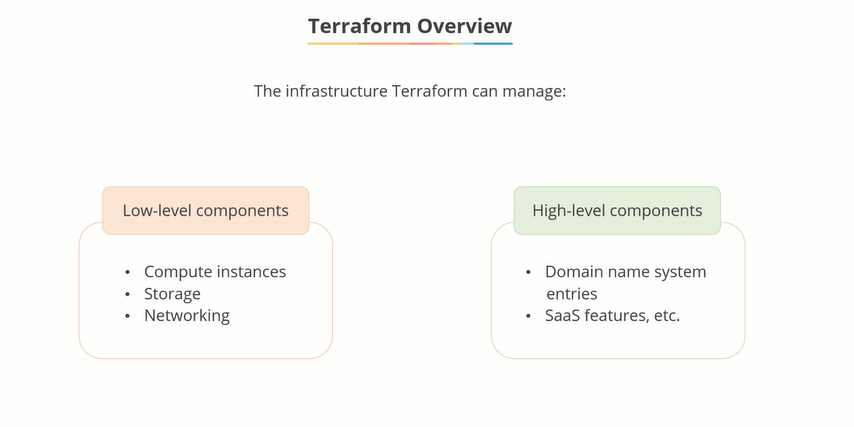 Terraform Overview
The infrastructure Terraform can manage:
Low-level components
• Compute instances
• Storage
• Networking
High-level components
• Domain name system
entries
• SaaS features, etc.